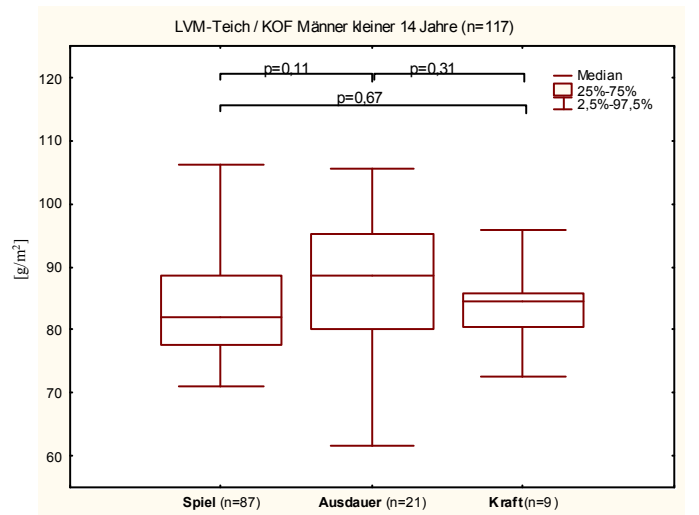 LVM-Teich / KOF Männer kleiner 14 Jahre (n=117)
120
110
100
90
80
70
60
[g/m²]
p=0,11
p=0,31
p=0,67
Median
25%-75%
2,5%-97,5%
Spiel (n=87)
Ausdauer (n=21)
Kraft(n=9)